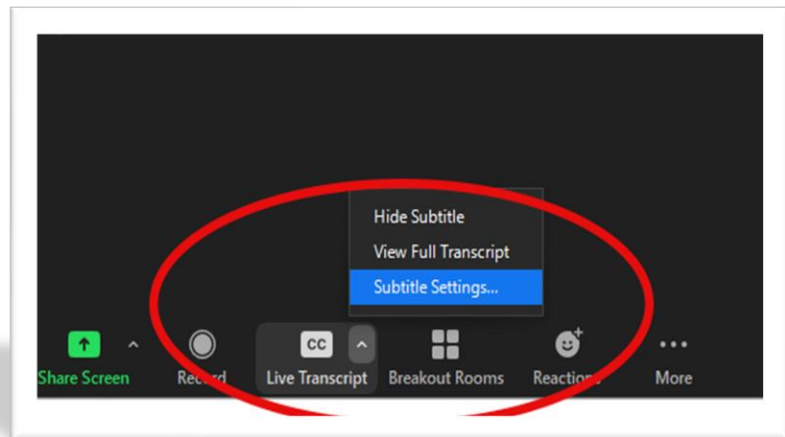 Hide Subtitle
View Full Transcript
Subtitle Settings...
CC
Share Screen
Record
Live Transcript
Breakout Rooms
Reactions
More